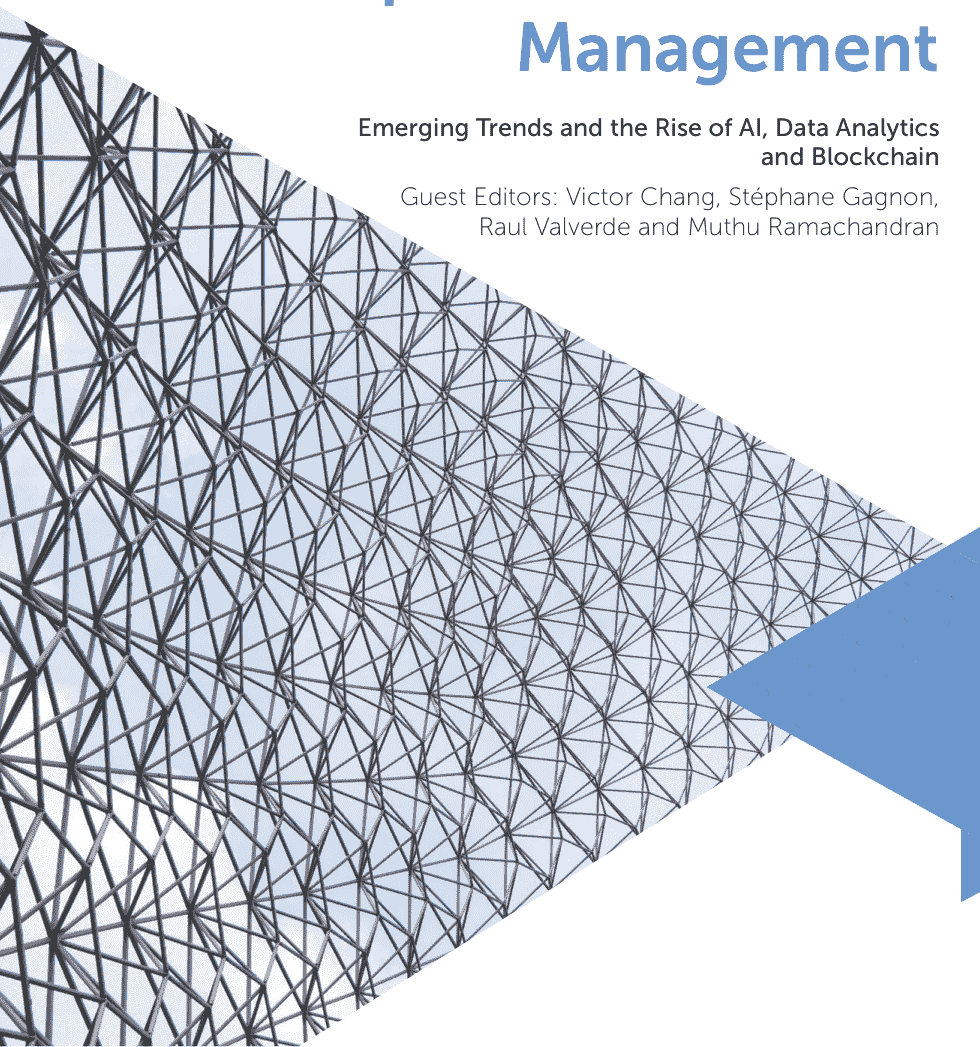 Management
Emerging Trends and the Rise of AI, Data Analytics
and Blockchain
Guest Editors: Victor Chang, Stéphane Gagnon,
Raul Valverde and Muthu Ramachandran